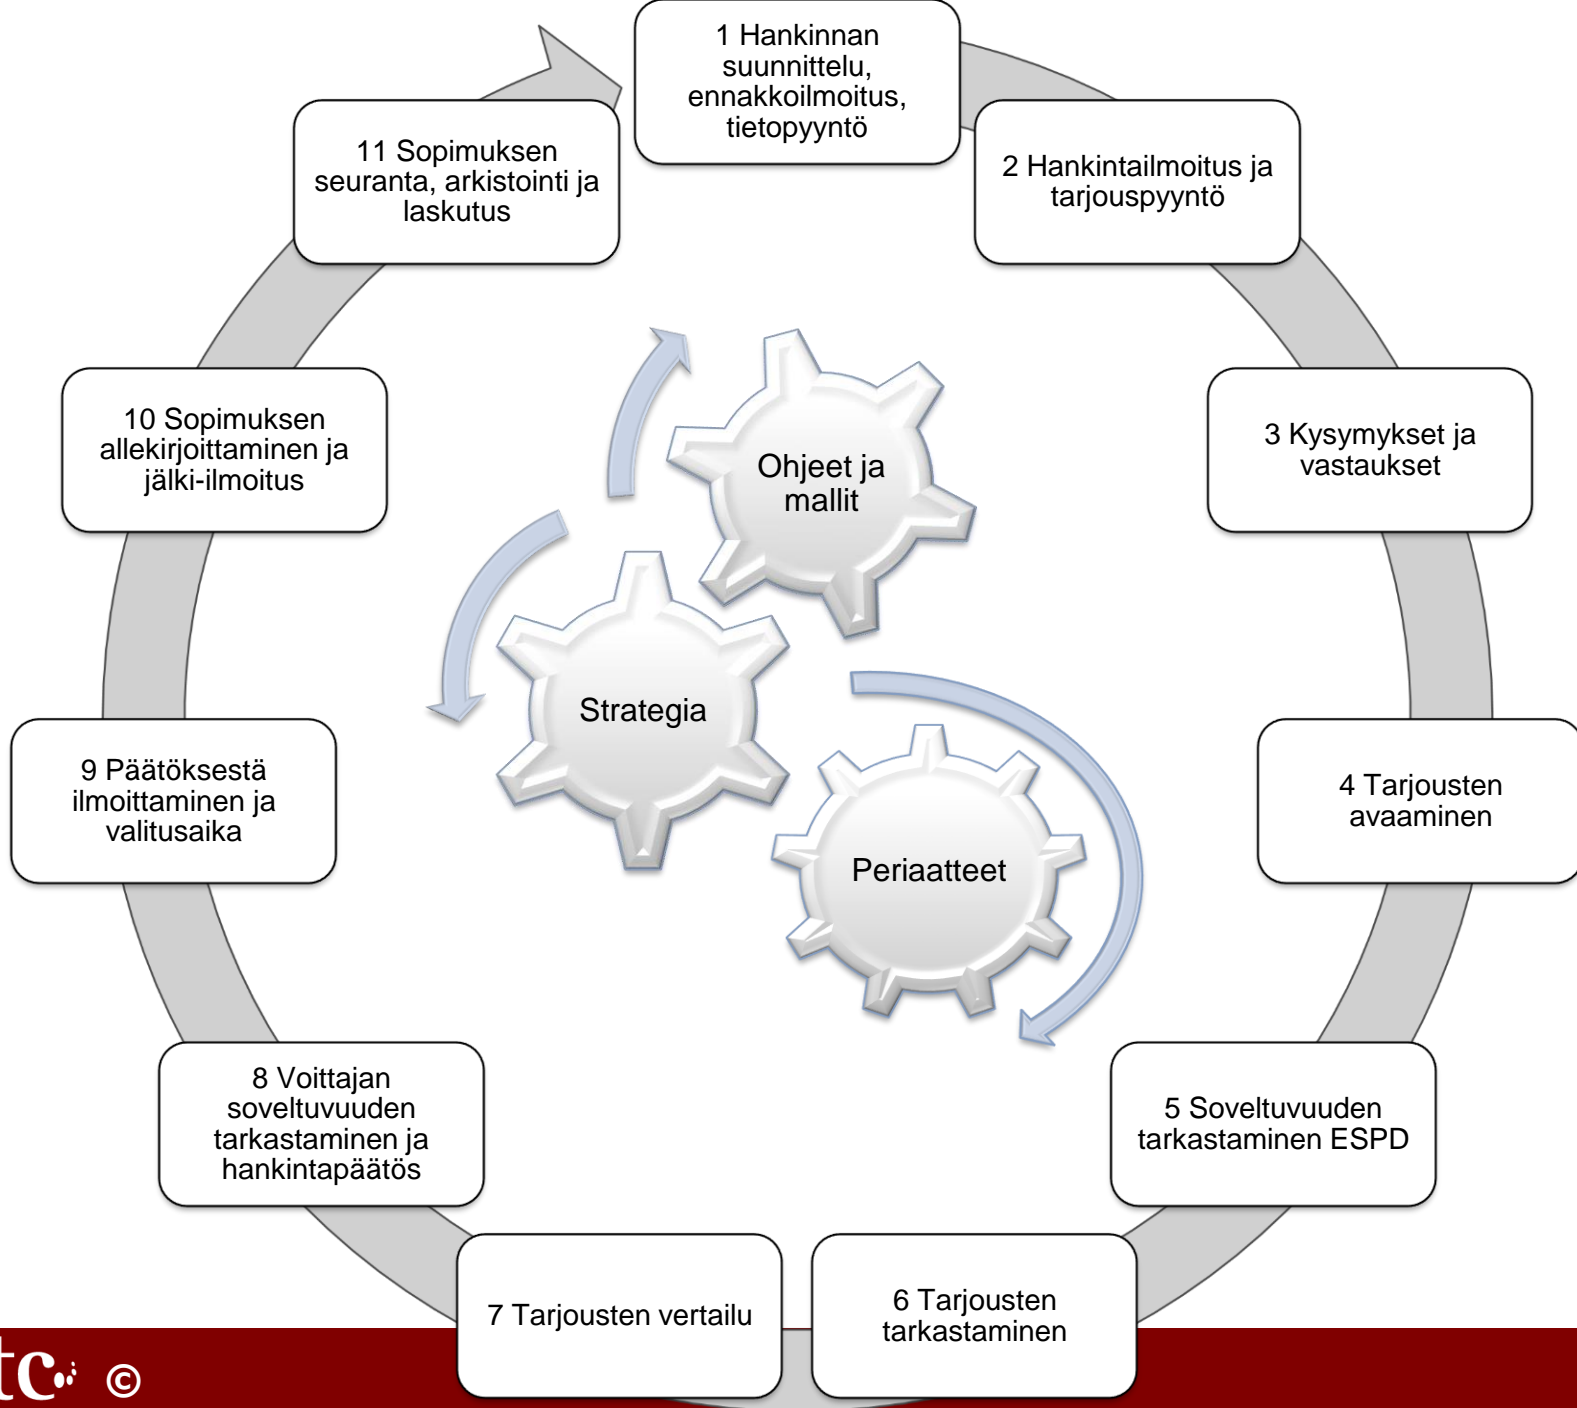 1 Hankinnan
suunnittelu,
ennakkoilmoitus,
tietopyyntö
2 Hankintailmoitus ja
tarjouspyyntö
3 Kysymykset ja
vastaukset
4 Tarjousten
avaaminen
5 Soveltuvuuden
tarkastaminen ESPD
6 Tarjousten
tarkastaminen
7 Tarjousten vertailu
8 Voittajan
soveltuvuuden
tarkastaminen ja
hankintapäätös
9 Päätöksestä
ilmoittaminen ja
valitusaika
10 Sopimuksen
allekirjoittaminen ja
jälki-ilmoitus
11 Sopimuksen
seuranta, arkistointi ja
laskutus
Ohjeet ja
mallit
Strategia
Periaatteet
©